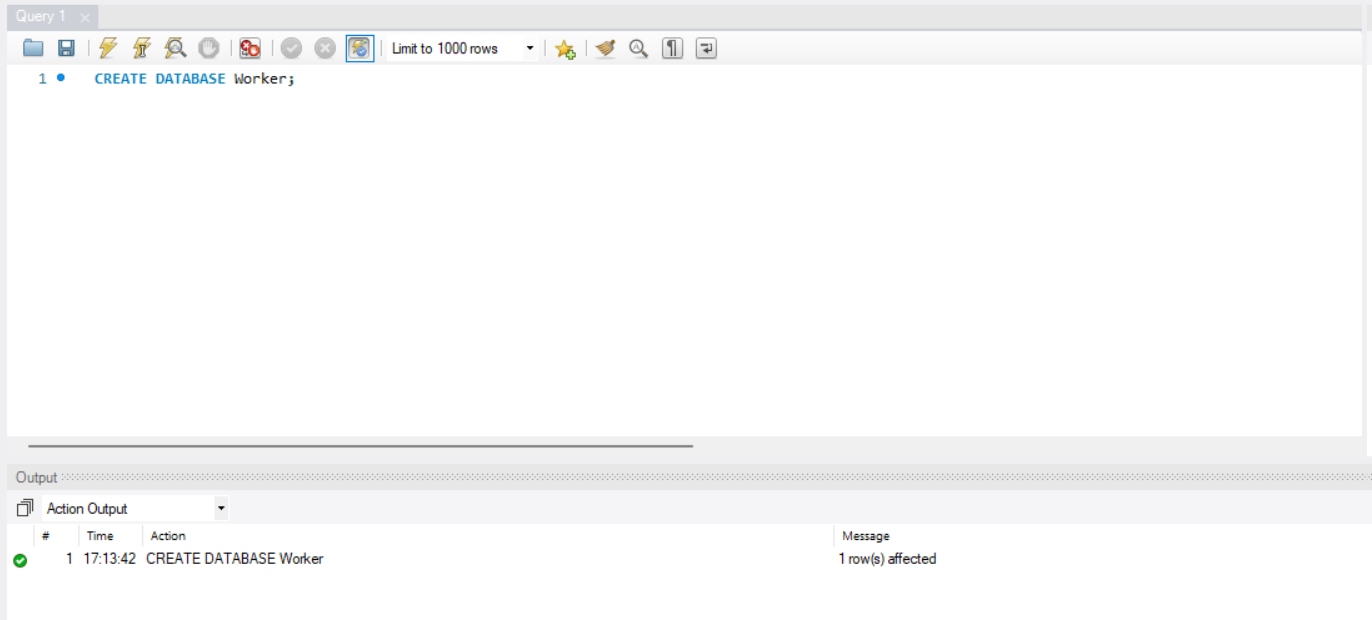 Query 1
Limit to 1000 rows
1 CREATE DATABASE Worker;
Output
Action Output
# Time Action Message
1 17:13:42 CREATE DATABASE Worker 1 row(s) affected